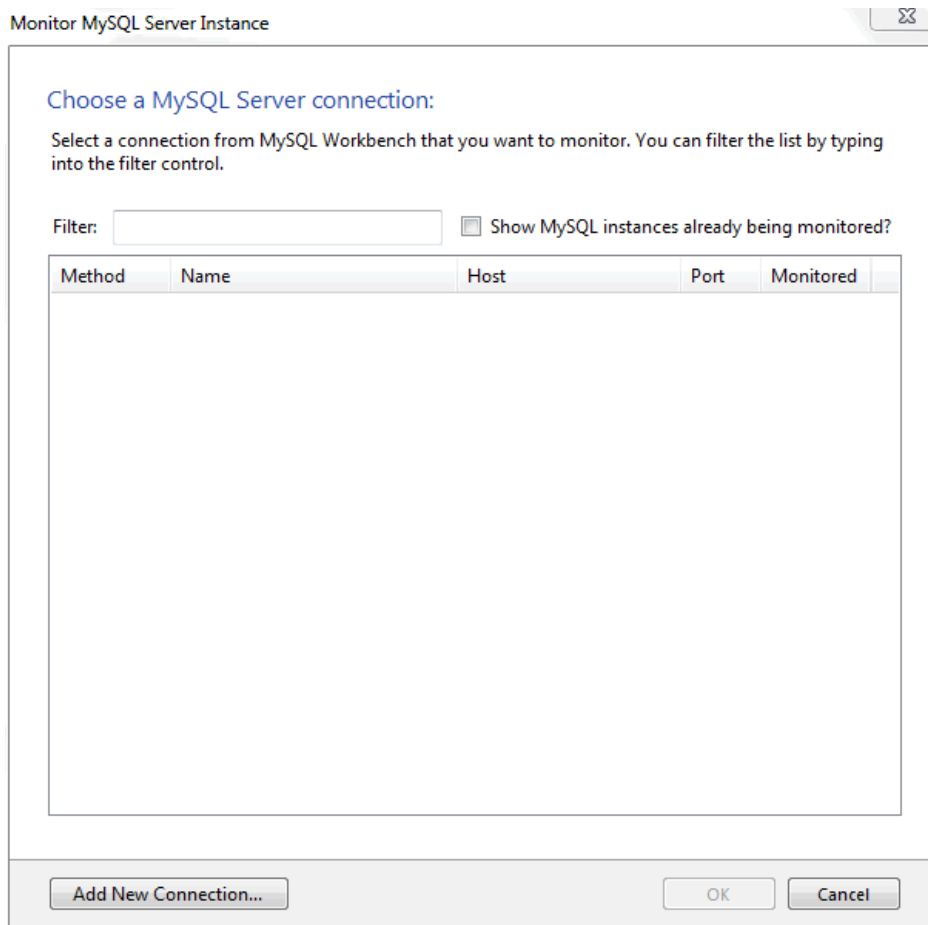 Monitor MySQL Server Instance
Choose a MySQL Server connection:
Select a connection from MySQL Workbench that you want to monitor. You can filter the list by typing
into the filter control.
Filter: Show MySQL instances already being monitored?
Method Name Host Port Monitored
Add New Connection... OK Cancel